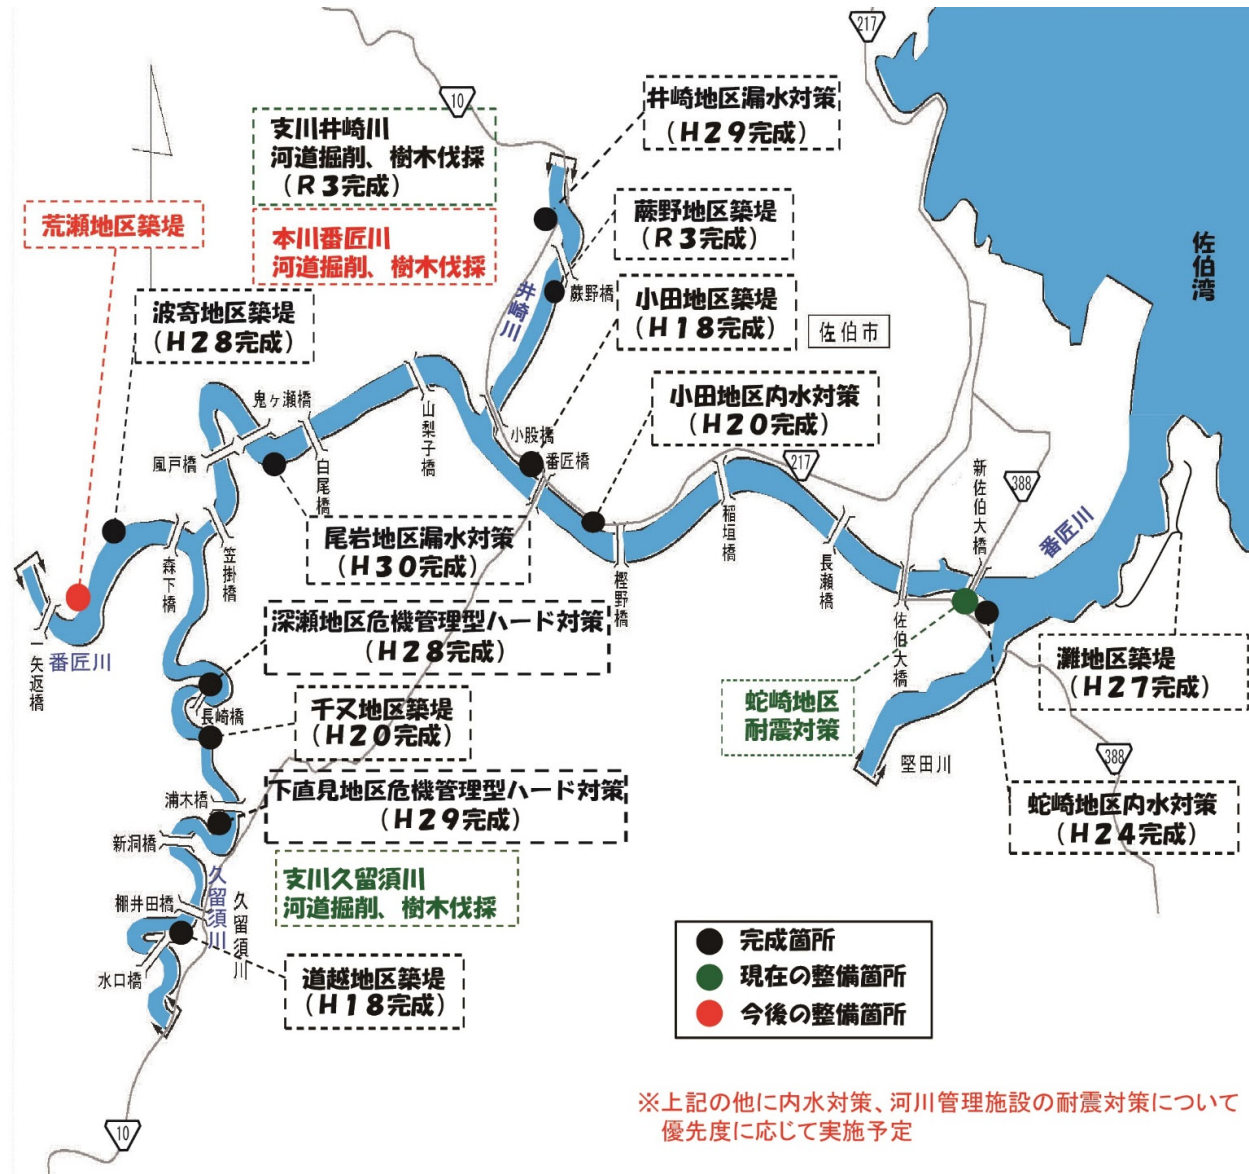 217
10
井崎地区漏水対策
（H29完成）
支川井崎川
河道掘削、樹木伐採
（R3完成）
荒瀬地区築堤
本川番匠川
河道掘削、樹木伐採
蕨野地区築堤
（R3完成）
佐伯湾
波寄地区築堤
（H28完成）
井崎川
蕨野橋
小田地区築堤
（H18完成）
佐伯市
鬼ヶ瀬橋
風戸橋
白尾橋
山梨子橋
小股橋
番匠橋
小田地区内水対策
（H20完成）
217
388
新佐伯大橋
番匠川
稲垣橋
長瀬橋
樫野橋
佐伯大橋
尾岩地区漏水対策
（H30完成）
笠掛橋
森下橋
一矢返橋
番匠川
深瀬地区危機管理型ハード対策
（H28完成）
長崎橋
千又地区築堤
（H20完成）
蛇崎地区
耐震対策
灘地区築堤
（H27完成）
堅田川
388
蛇崎地区内水対策
（H24完成）
浦木橋
下直見地区危機管理型ハード対策
（H29完成）
新洞橋
支川久留須川
河道掘削、樹木伐採
久留須川
久留須川
棚井田橋
水口橋
道越地区築堤
（H18完成）
10
完成箇所
現在の整備箇所
今後の整備箇所
※上記の他に内水対策、河川管理施設の耐震対策について
優先度に応じて実施予定